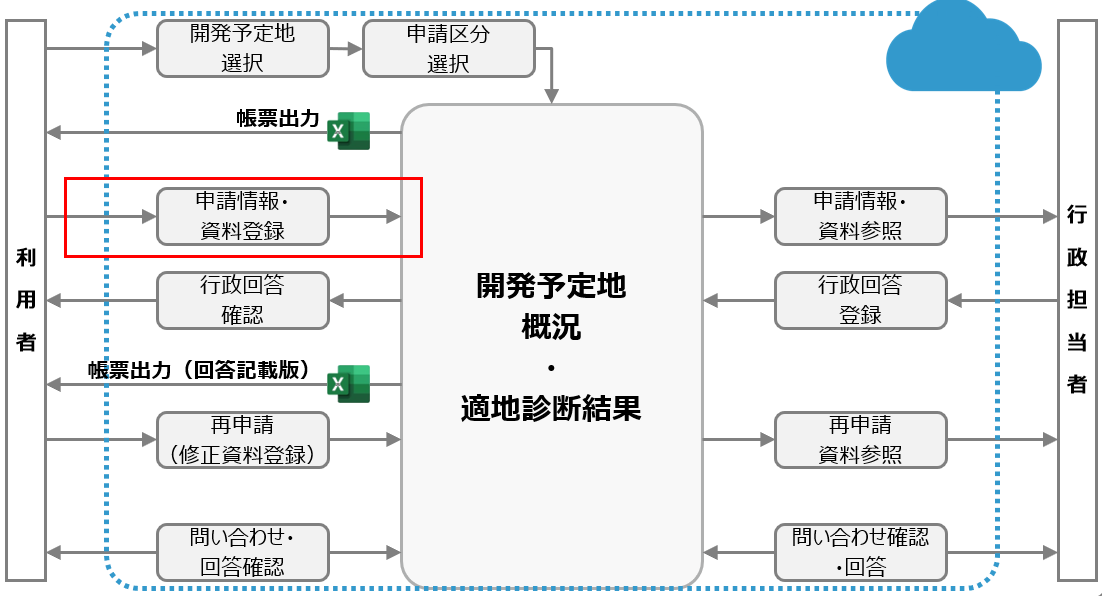 開発予定地
選択
申請区分
選択
帳票出力
X
申請情報・
資料登録
申請情報・
資料参照
利用者
行政担当者
開発予定地
概況
・
適地診断結果
行政回答
確認
行政回答
登録
帳票出力（回答記載版）
X
再申請
（修正資料登録）
再申請
資料参照
問い合わせ・
回答確認
問い合わせ確認
・回答